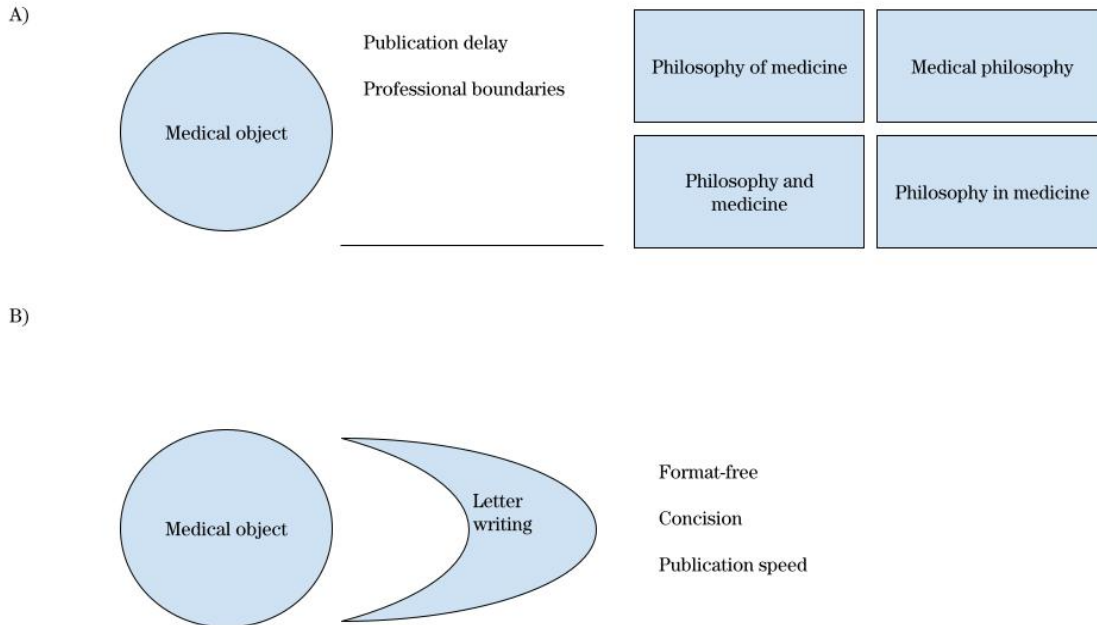 A)
Publication delay
Professional boundaries
Medical object
Philosophy of medicine
Medical philosophy
Philosophy and
medicine
Philosophy in medicine
B)
Medical object
Letter
writing
Format-free
Concision
Publication speed